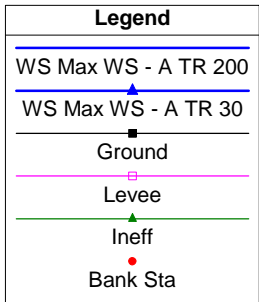 Legend
WS Max WS - A TR 200
WS Max WS - A TR 30
Ground
Levee
Ineff
Bank Sta